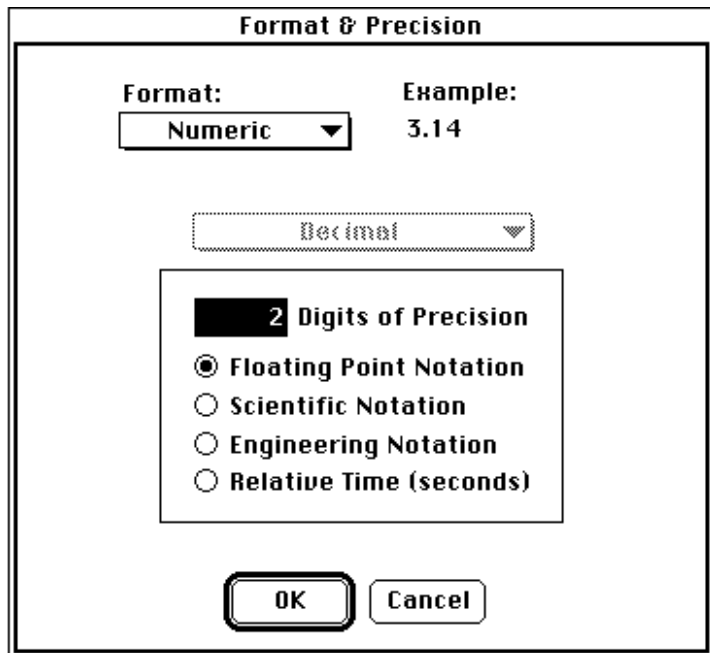 Format & Precision
Format: Example:
Numeric 3.14
Decimal
2 Digits of Precision
Floating Point Notation
Scientific Notation
Engineering Notation
Relative Time (seconds)
OK Cancel